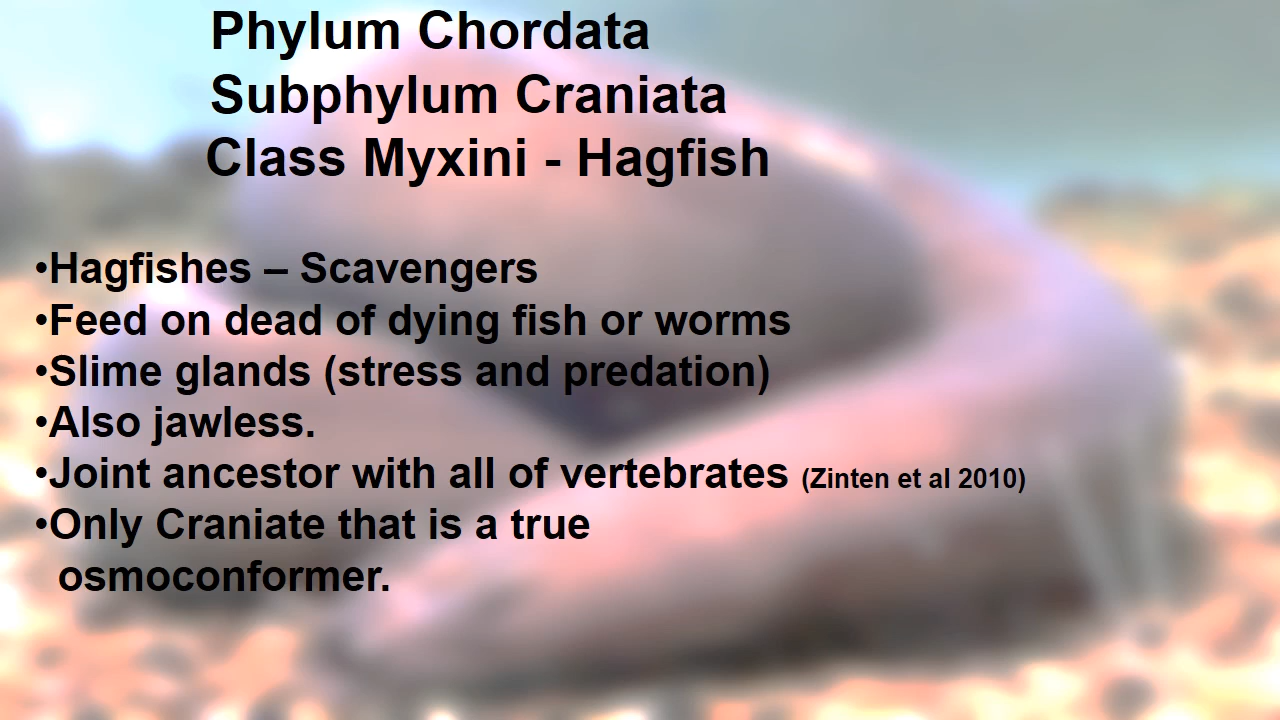 Phylum Chordata
Subphylum Craniata
Class Myxini - Hagfish
•Hagfishes – Scavengers
•Feed on dead of dying fish or worms
•Slime glands (stress and predation)
•Also jawless.
•Joint ancestor with all of vertebrates (Zinten et al 2010)
•Only Craniate that is a true
osmoconformer.